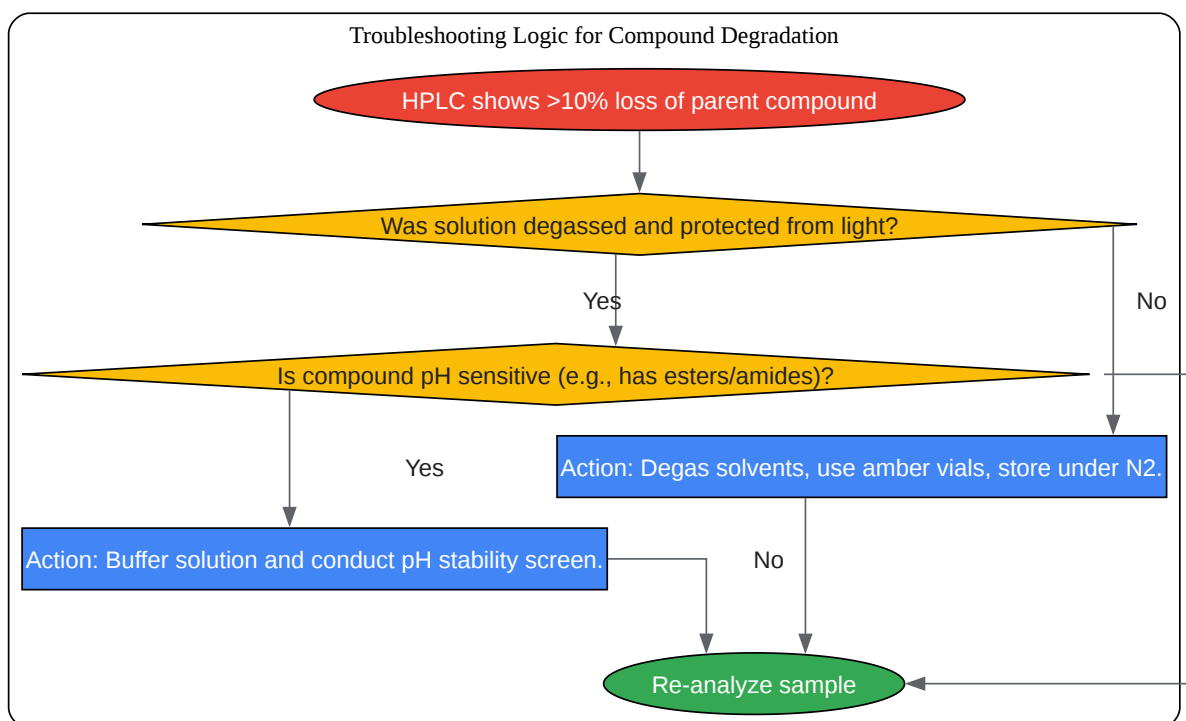 Troubleshooting Logic for Compound Degradation
HPLC shows >10% loss of parent compound
Was solution degassed and protected from light?
Yes
No
Is compound pH sensitive (e.g., has esters/amides)?
Yes
Action: Degas solvents, use amber vials, store under N2.
Action: Buffer solution and conduct pH stability screen.
No
Re-analyze sample